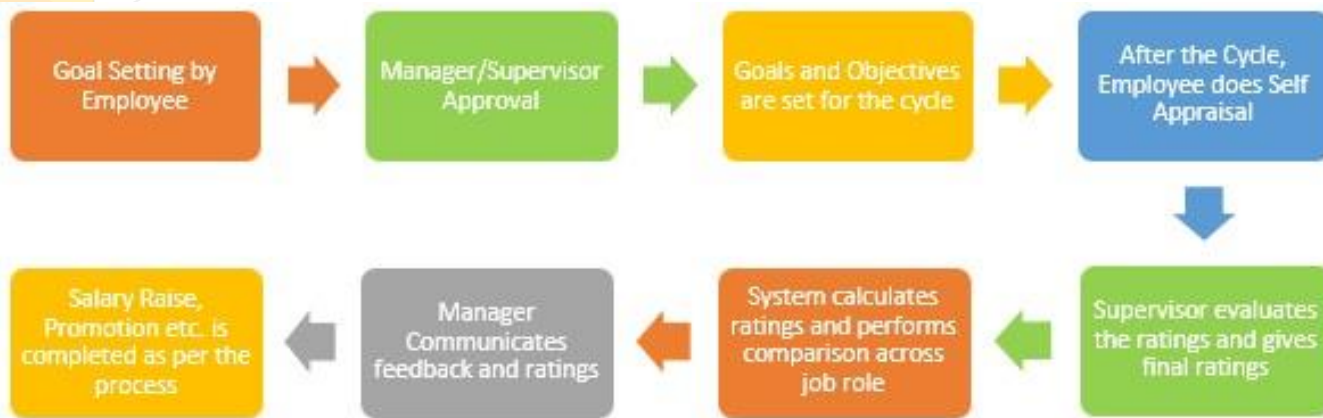 Goal Setting by
Employee
Manager/Supervisor
Approval
Goals and Objectives
are set for the cycle
After the Cycle,
Employee does Self
Appraisal
Supervisor evaluates
the ratings and gives
final ratings
System calculates
ratings and performs
comparison across
job role
Manager
Communicates
feedback and ratings
Salary Raise,
Promotion etc. is
completed as per the
process